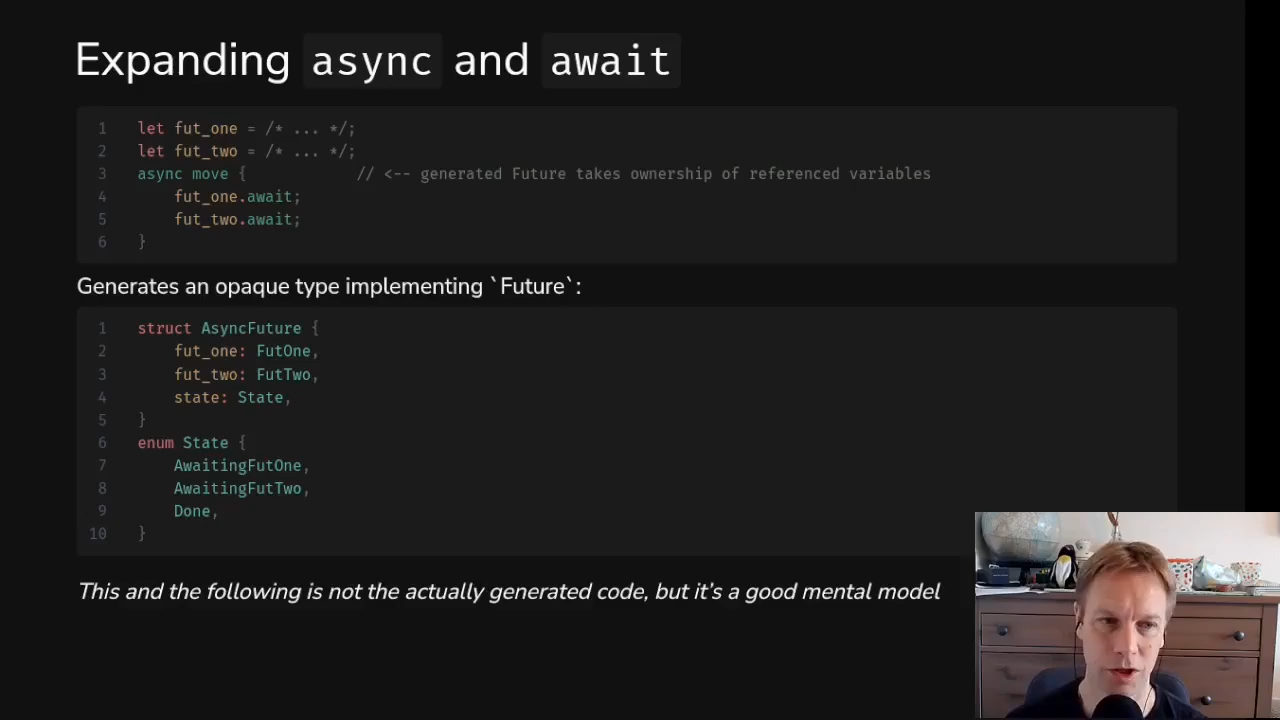 Expanding async and await
1 let fut_one = /* ... */;
2 let fut_two = /* ... */;
3 async move { // <-- generated Future takes ownership of referenced variables
4 fut_one.await;
5 fut_two.await;
6 }
Generates an opaque type implementing `Future`:
1 struct AsyncFuture {
2 fut_one: FutOne,
3 fut_two: FutTwo,
4 state: State,
5 }
6 enum State {
7 AwaitingFutOne,
8 AwaitingFutTwo,
9 Done,
10 }
This and the following is not the actually generated code, but it’s a good mental model